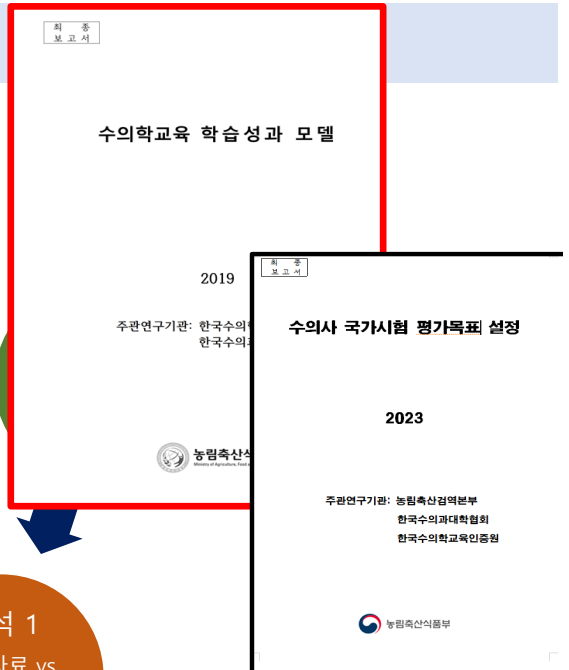 최 종
보 고 서
수의학교육 학습성과 모델
2019
주관연구기관: 한국수의
한국수의
농림축산
최 종
보 고 서
수의사 국가시험 평가목표 설정
2023
주관연구기관: 농림축산검역본부
한국수의과대학협회
한국수의학교육인증원
농림축산식품부
석 1
자료 vs